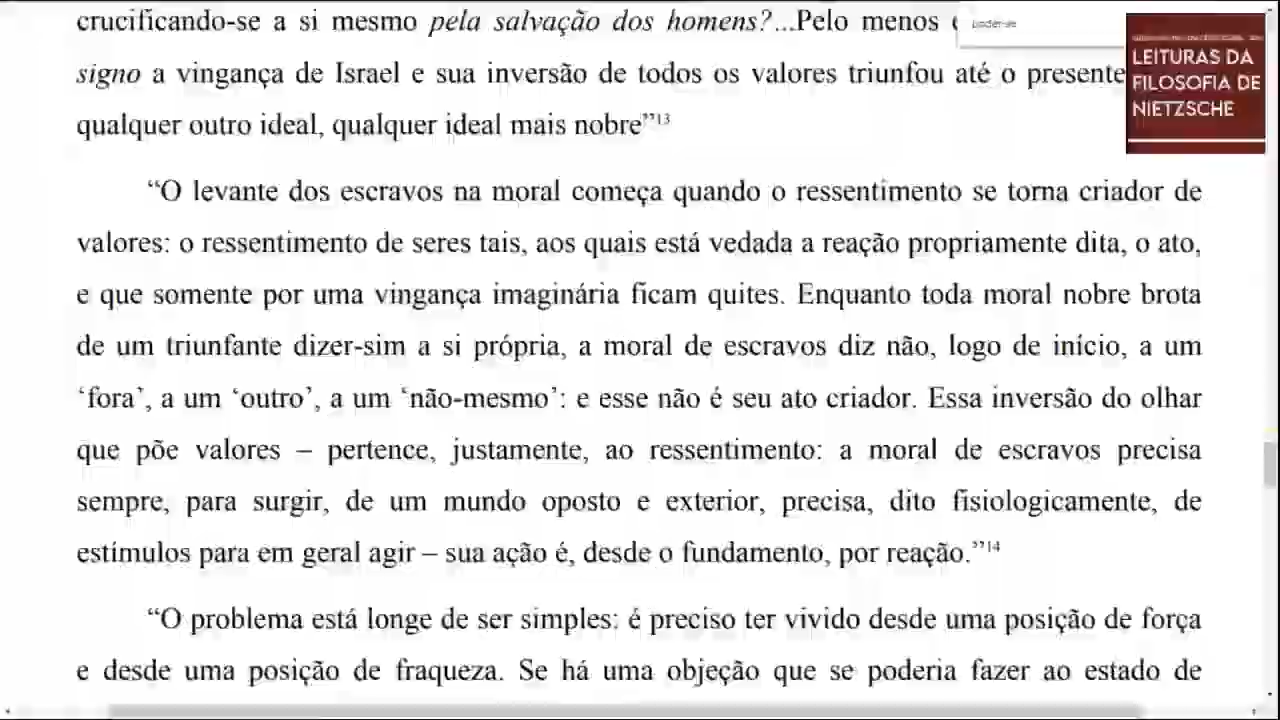 crucificando-se a si mesmo pela salvação dos homens?...Pelo menos
signo a vingança de Israel e sua inversão de todos os valores triunfou até o presente
qualquer outro ideal, qualquer ideal mais nobre”13
LEITURAS DA
FILOSOFIA DE
NIETZSCHE
“O levante dos escravos na moral começa quando o ressentimento se torna criador de
valores: o ressentimento de seres tais, aos quais está vedada a reação propriamente dita, o ato,
e que somente por uma vingança imaginária ficam quites. Enquanto toda moral nobre brota
de um triunfante dizer-sim a si própria, a moral de escravos diz não, logo de início, a um
‘fora’, a um ‘outro’, a um ‘não-mesmo’: e esse não é seu ato criador. Essa inversão do olhar
que põe valores – pertence, justamente, ao ressentimento: a moral de escravos precisa
sempre, para surgir, de um mundo oposto e exterior, precisa, dito fisiologicamente, de
estímulos para em geral agir – sua ação é, desde o fundamento, por reação.”14
“O problema está longe de ser simples: é preciso ter vivido desde uma posição de força
e desde uma posição de fraqueza. Se há uma objeção que se poderia fazer ao estado de